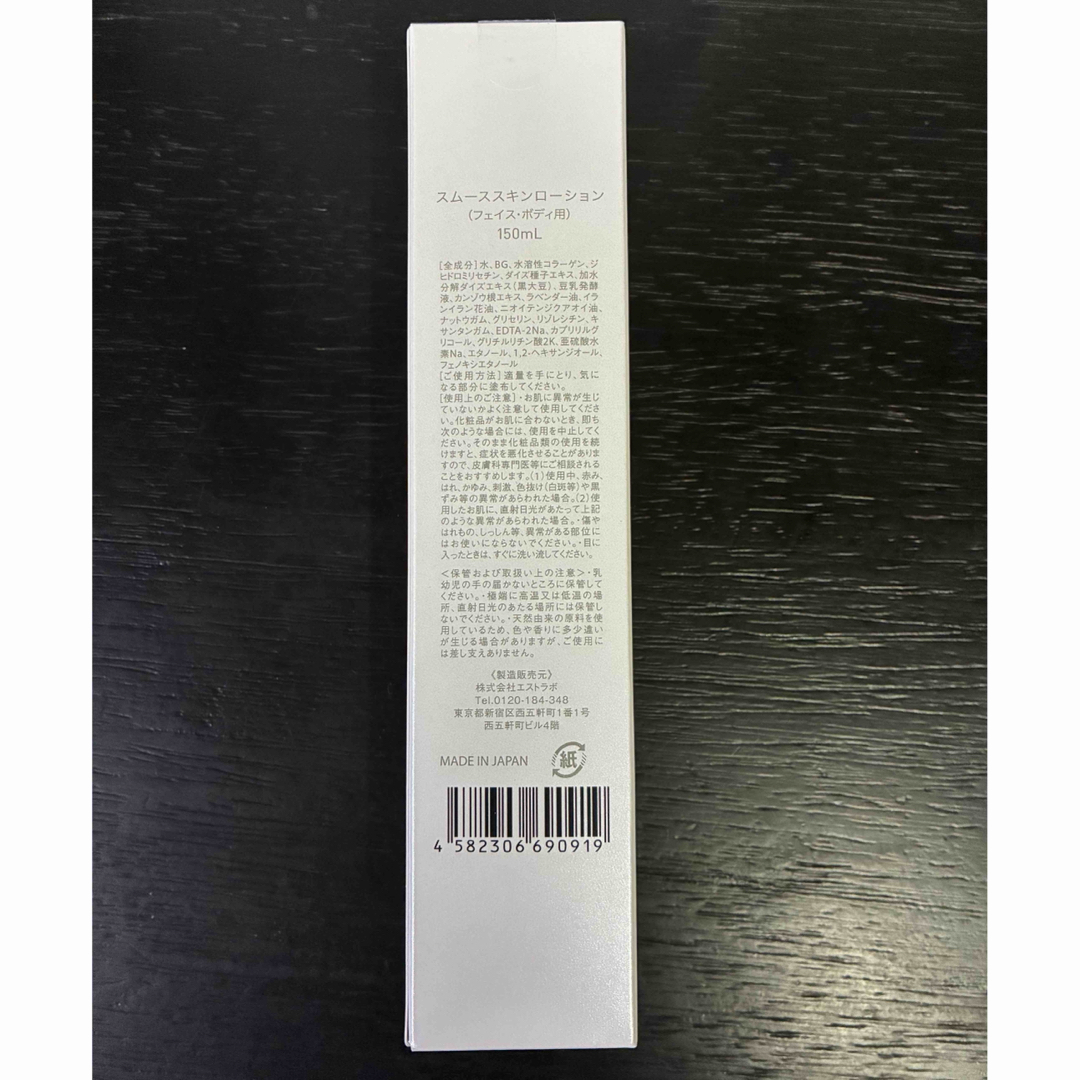 スムーススキンローション
（フェイス・ボディ用）
150mL
［全成分］水、BG、水溶性コラーゲン、ジ
ヒドロミリセチン、ダイズ種子エキス、加水
分解ダイズエキス（黒大豆）、豆乳発酵
液、カンゾウ根エキス、ラベンダー油、イラ
ンイラン花油、ニオイテンジクアオイ油、
ナットウガム、グリセリン、リゾレシチン、キ
サンタンガム、EDTA-2Na、カプリリルグ
リコール、グリチルリチン酸2K、亜硫酸水
素Na、エタノール、1,2-ヘキサンジオール、
フェノキシエタノール
［ご使用方法］適量を手にとり、気に
なる部分に塗布してください。
［使用上のご注意］・お肌に異常が生じ
ていないかよく注意して使用してくださ
い。化粧品がお肌に合わないとき、即ち
次のような場合には、使用を中止してく
ださい。そのまま化粧品類の使用を続
けますと、症状を悪化させることがありま
すので、皮膚科専門医等にご相談される
ことをおすすめします。（1）使用中、赤み、
はれ、かゆみ、刺激、色抜け（白斑等）や黒
ずみ等の異常があらわれた場合。（2）使
用したお肌に、直射日光があたって上記
のような異常があらわれた場合。・傷や
はれもの、しっしん等、異常がある部位に
はお使いにならないでください。・目に
入ったときは、すぐに洗い流してください。
＜保管および取扱い上の注意＞・乳
幼児の手の届かないところに保管して
ください。・極端に高温又は低温の場
所、直射日光のあたる場所には保管し
ないでください。・天然由来の原料を使
用しているため、色や香りに多少違い
が生じる場合がありますが、ご使用に
は差し支えありません。
《製造販売元》
株式会社エストラボ
Tel.0120-184-348
東京都新宿区西五軒町1番1号
西五軒町ビル4階
MADE IN JAPAN
紙
4 582306 690919